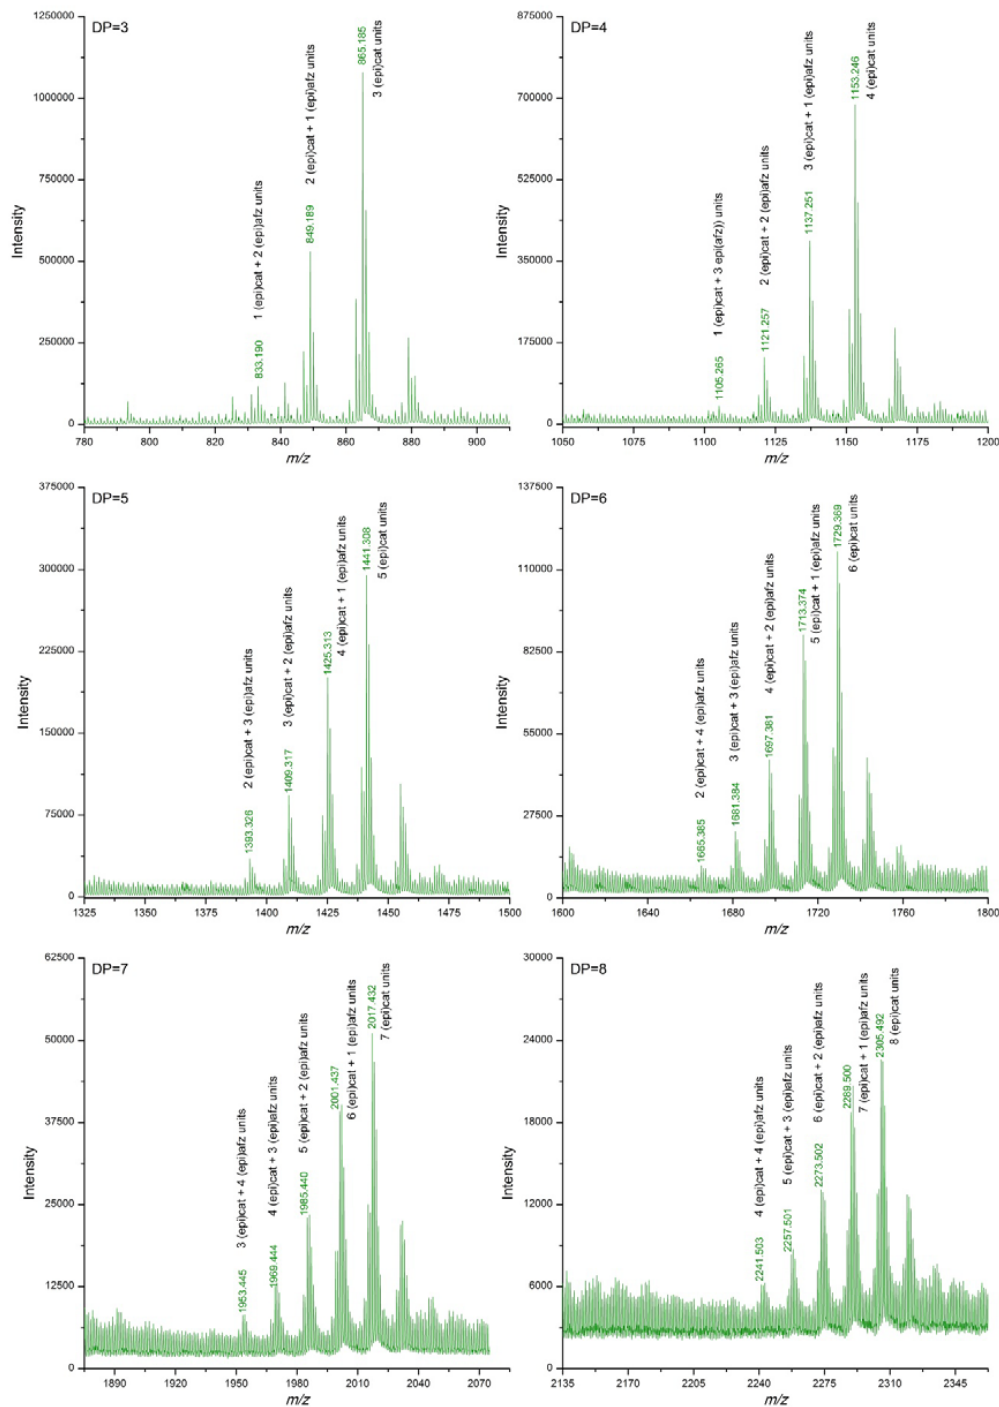 DP=3
1250000
1000000
750000
500000
250000
0
Intensity
780
800
820
840
860
880
900
m/z
833.190
1 (epi)cat + 2 (epi)afz units
849.189
2 (epi)cat + 1 (epi)afz units
865.185
3 (epi)cat units
DP=4
875000
700000
525000
350000
175000
0
Intensity
1050
1075
1100
1125
1150
1175
1200
m/z
1105.265
1 (epi)cat + 3 epi(afz)) units
1121.257
2 (epi)cat + 2 (epi)afz units
1137.251
3 (epi)cat + 1 (epi)afz units
1153.246
4 (epi)cat units
DP=5
375000
300000
225000
150000
75000
0
Intensity
1325
1350
1375
1400
1425
1450
1475
1500
m/z
1393.326
2 (epi)cat + 3 (epi)afz units
1409.317
3 (epi)cat + 2 (epi)afz units
1425.313
4 (epi)cat + 1 (epi)afz units
1441.308
5 (epi)cat units
DP=6
137500
110000
82500
55000
27500
0
Intensity
1600
1640
1680
1720
1760
1800
m/z
1665.385
2 (epi)cat + 4 (epi)afz units
1681.384
3 (epi)cat + 3 (epi)afz units
1697.381
4 (epi)cat + 2 (epi)afz units
1713.374
5 (epi)cat + 1 (epi)afz units
1729.369
6 (epi)cat units
DP=7
62500
50000
37500
25000
12500
0
Intensity
1890
1920
1950
1980
2010
2040
2070
m/z
1953.445
3 (epi)cat + 4 (epi)afz units
1969.444
4 (epi)cat + 3 (epi)afz units
1985.440
5 (epi)cat + 2 (epi)afz units
2001.437
6 (epi)cat + 1 (epi)afz units
2017.432
7 (epi)cat units
DP=8
30000
24000
18000
12000
6000
0
Intensity
2135
2170
2205
2240
2275
2310
2345
m/z
2241.503
4 (epi)cat + 4 (epi)afz units
2257.501
5 (epi)cat + 3 (epi)afz units
2273.502
6 (epi)cat + 2 (epi)afz units
2289.500
7 (epi)cat + 1 (epi)afz units
2305.492
8 (epi)cat units